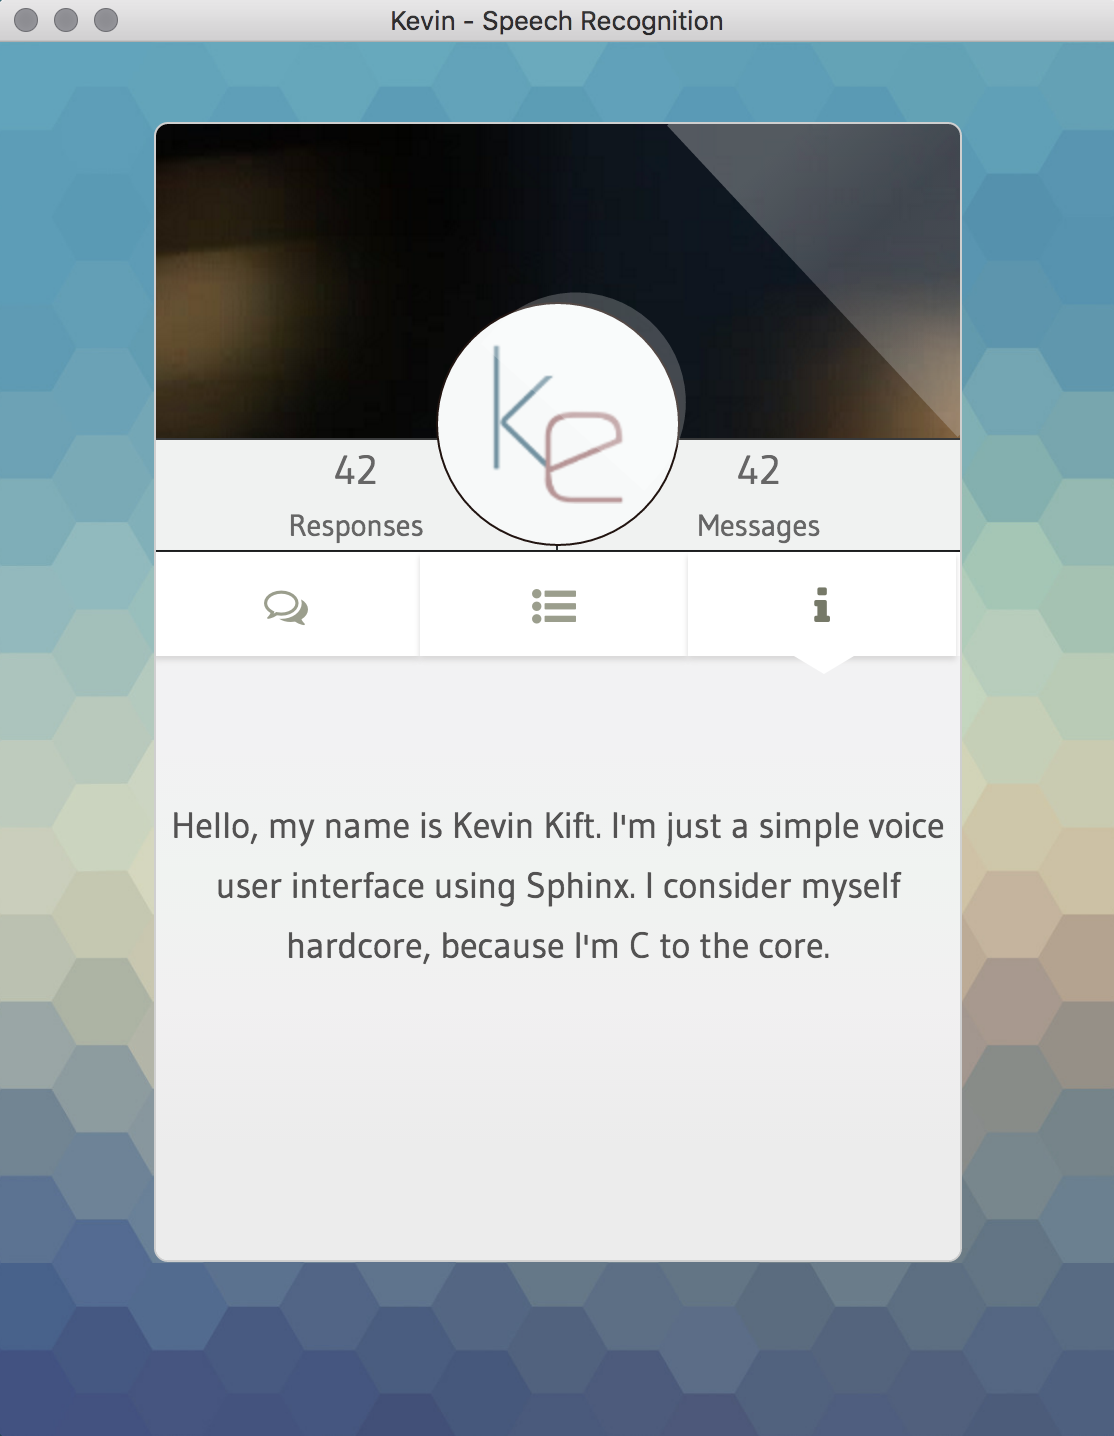 Kevin - Speech Recognition
ke
42
Responses
42
Messages
Hello, my name is Kevin Kift. I'm just a simple voice
user interface using Sphinx. I consider myself
hardcore, because I'm C to the core.